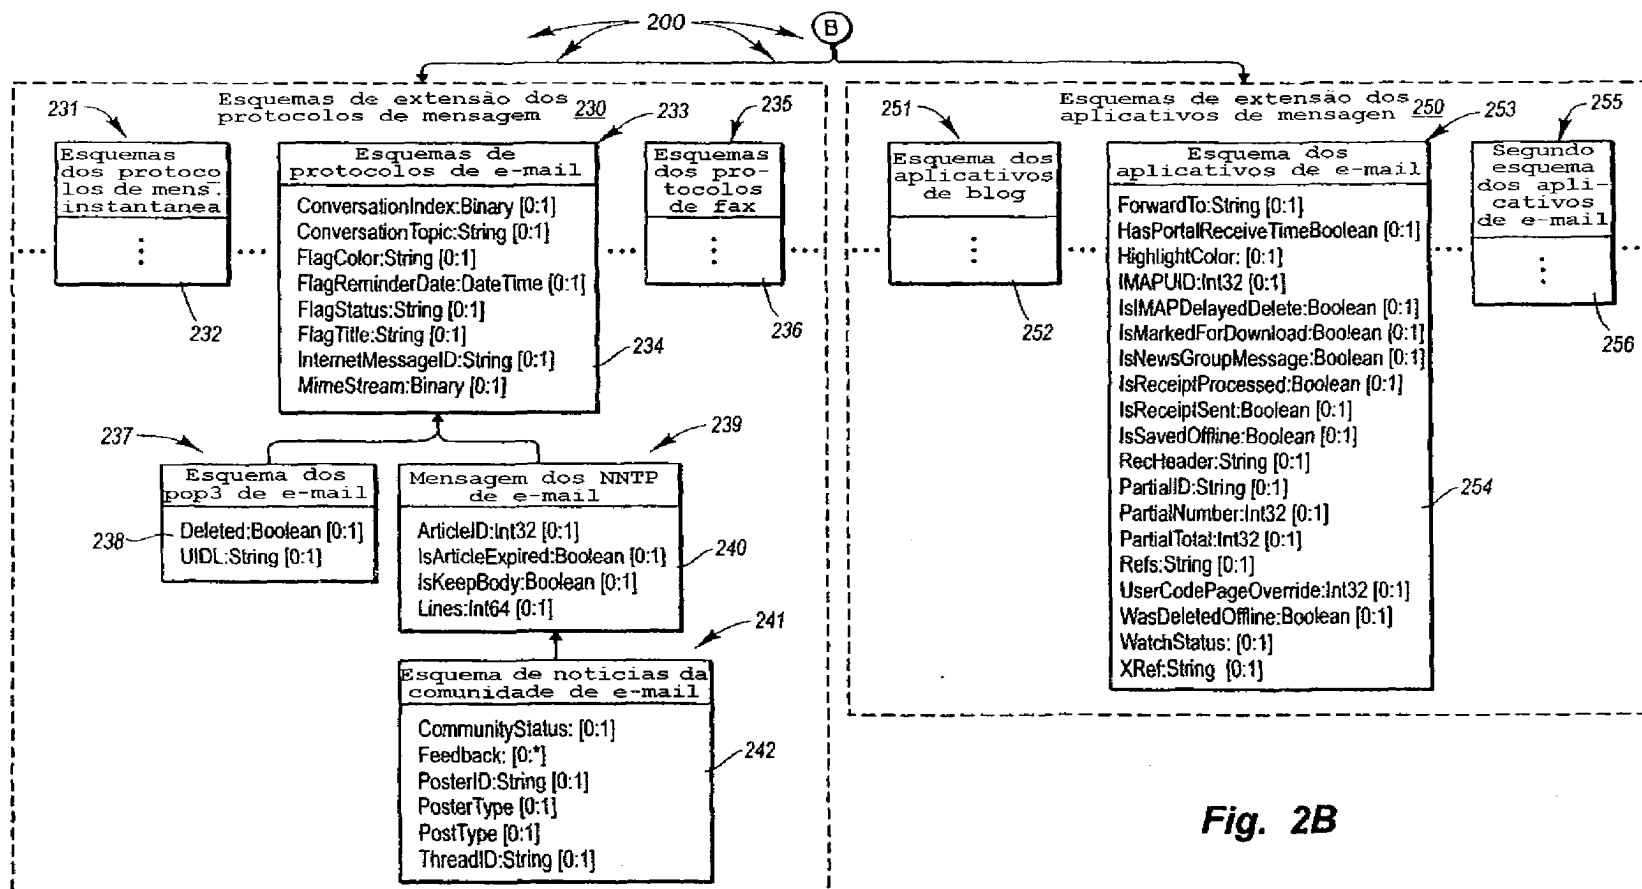 200
B
Esquemas de extensão dos
protocolos de mensagem 230
231
Esquemas
dos protoco
los de mens.
instantanea
232
233
Esquemas de
protocolos de e-mail
ConversationIndex:Binary [0:1]
ConversationTopic:String [0:1]
FlagColor:String [0:1]
FlagReminderDate:DateTime [0:1]
FlagStatus:String [0:1]
FlagTitle:String [0:1]
InternetMessageID:String [0:1]
MimeStream:Binary [0:1]
234
235
Esquemas
dos pro-
tocolos
de fax
236
237
Esquema dos
pop3 de e-mail
Deleted:Boolean [0:1]
UIDL:String [0:1]
238
239
Mensagem dos NNTP
de e-mail
ArticleID:Int32 [0:1]
IsArticleExpired:Boolean [0:1]
IsKeepBody:Boolean [0:1]
Lines:Int64 [0:1]
240
241
Esquema de noticias da
comunidade de e-mail
CommunityStatus: [0:1]
Feedback: [0:*]
PosterID:String [0:1]
PosterType [0:1]
PostType [0:1]
ThreadID:String [0:1]
242
Esquemas de extensão dos
aplicativos de mensagen 250
251
Esquema dos
aplicativos
de blog
252
253
Esquema dos
aplicativos de e-mail
ForwardTo:String [0:1]
HasPortalReceiveTimeBoolean [0:1]
HighlightColor: [0:1]
IMAPUID:Int32 [0:1]
IsIMAPDelayedDelete:Boolean [0:1]
IsMarkedForDownload:Boolean [0:1]
IsNewsGroupMessage:Boolean [0:1]
IsReceiptProcessed:Boolean [0:1]
IsReceiptSent:Boolean [0:1]
IsSavedOffline:Boolean [0:1]
RecHeader:String [0:1]
PartialID:String [0:1]
PartialNumber:Int32 [0:1]
PartialTotal:Int32 [0:1]
Refs:String [0:1]
UserCodePageOverride:Int32 [0:1]
WasDeletedOffline:Boolean [0:1]
WatchStatus: [0:1]
XRef:String [0:1]
254
255
Segundo
esquema
dos apli-
cativos
de e-mail
256
Fig. 2B